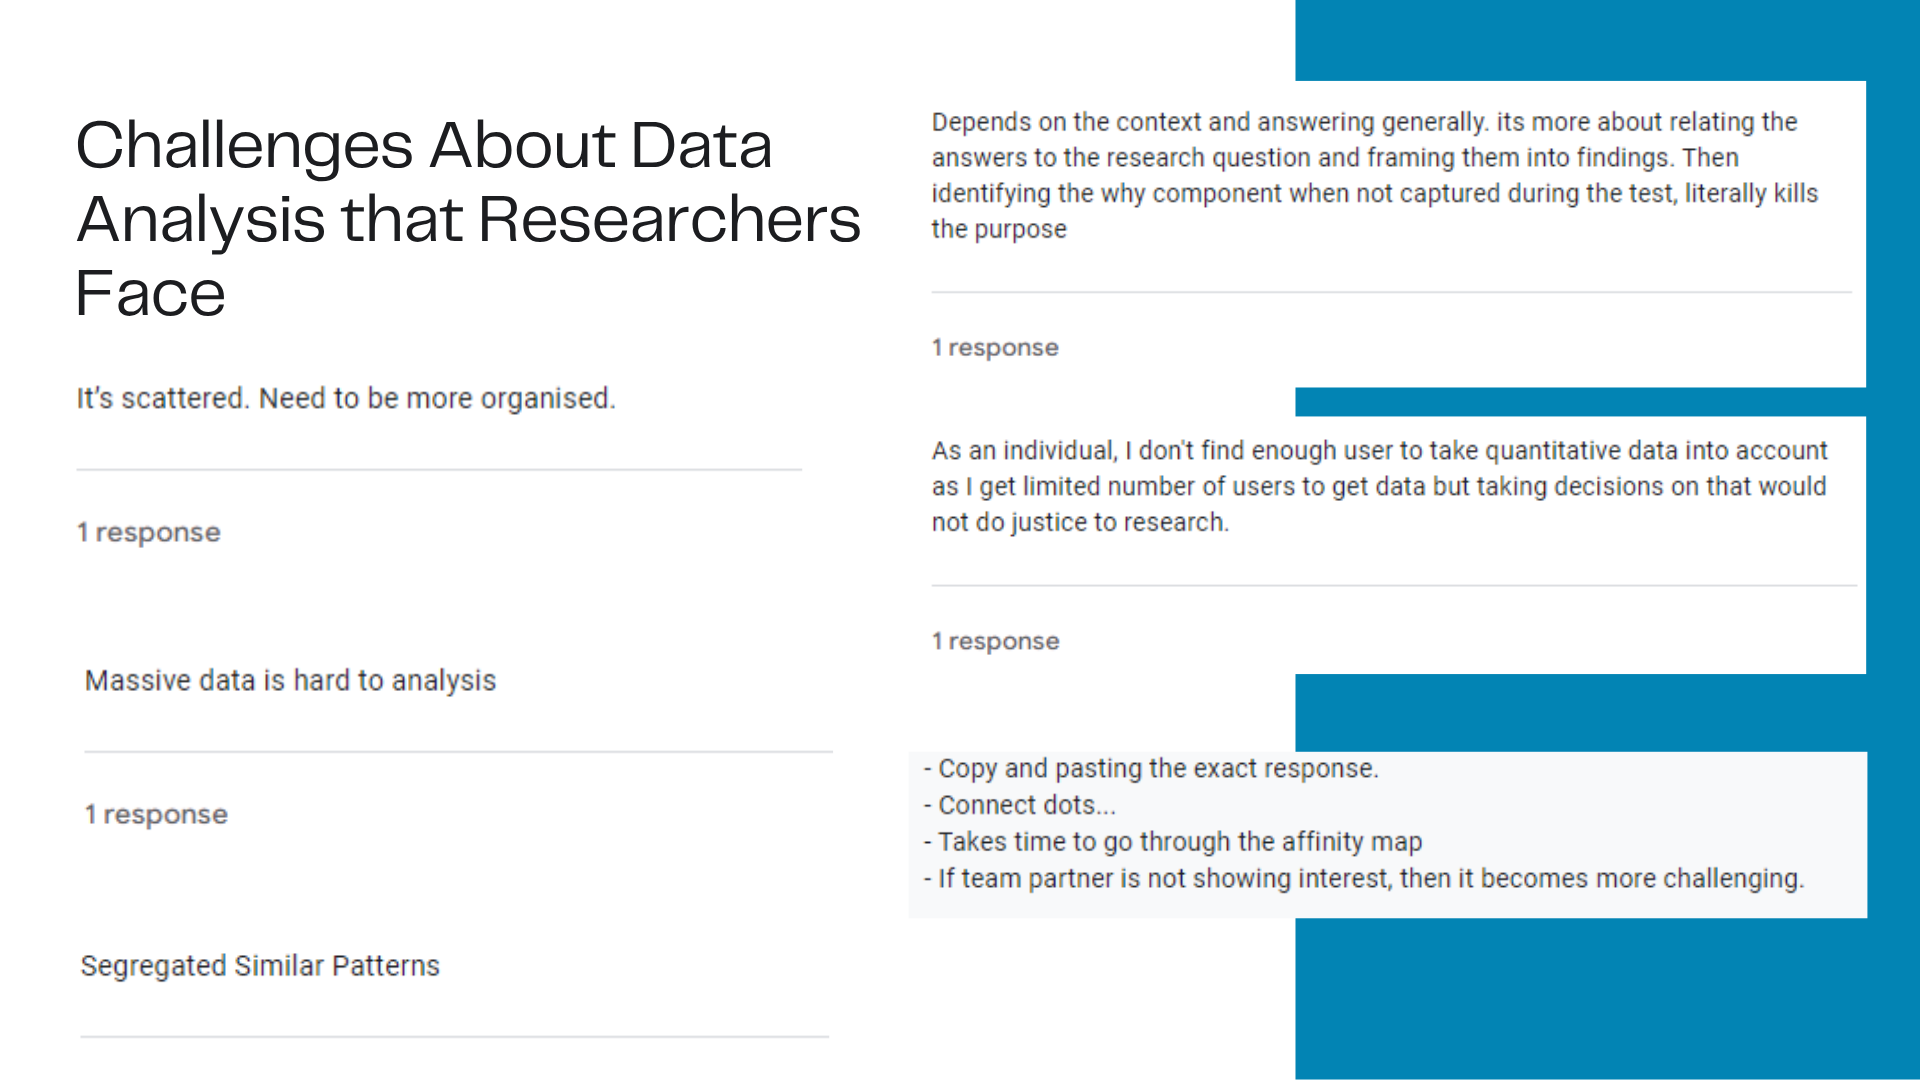 Challenges About Data
Analysis that Researchers
Face
It's scattered. Need to be more organised.
1 response
Massive data is hard to analysis
1 response
Segregated Similar Patterns
Depends on the context and answering generally. its more about relating the
answers to the research question and framing them into findings. Then
identifying the why component when not captured during the test, literally kills
the purpose
1 response
As an individual, I don't find enough user to take quantitative data into account
as I get limited number of users to get data but taking decisions on that would
not do justice to research.
1 response
- Copy and pasting the exact response.
- Connect dots...
- Takes time to go through the affinity map
- If team partner is not showing interest, then it becomes more challenging.